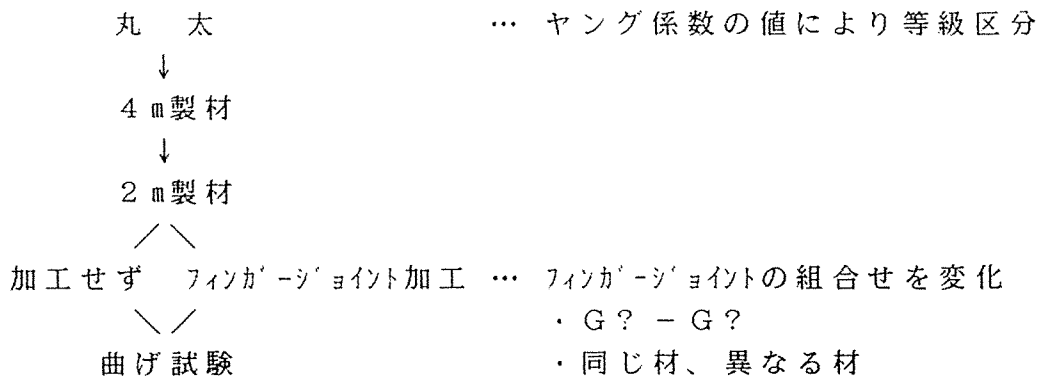 丸　太　　　… ヤング係数の値により等級区分
↓
４㎡製材
↓
２㎡製材
／＼
加工せず　ﾌｨﾝｶﾞｰｼﾞｮｲﾝﾄ加工 … ﾌｨﾝｶﾞｰｼﾞｮｲﾝﾄの組合せを変化
＼／　　　・Ｇ？－Ｇ？
曲げ試験　　　・同じ材、異なる材